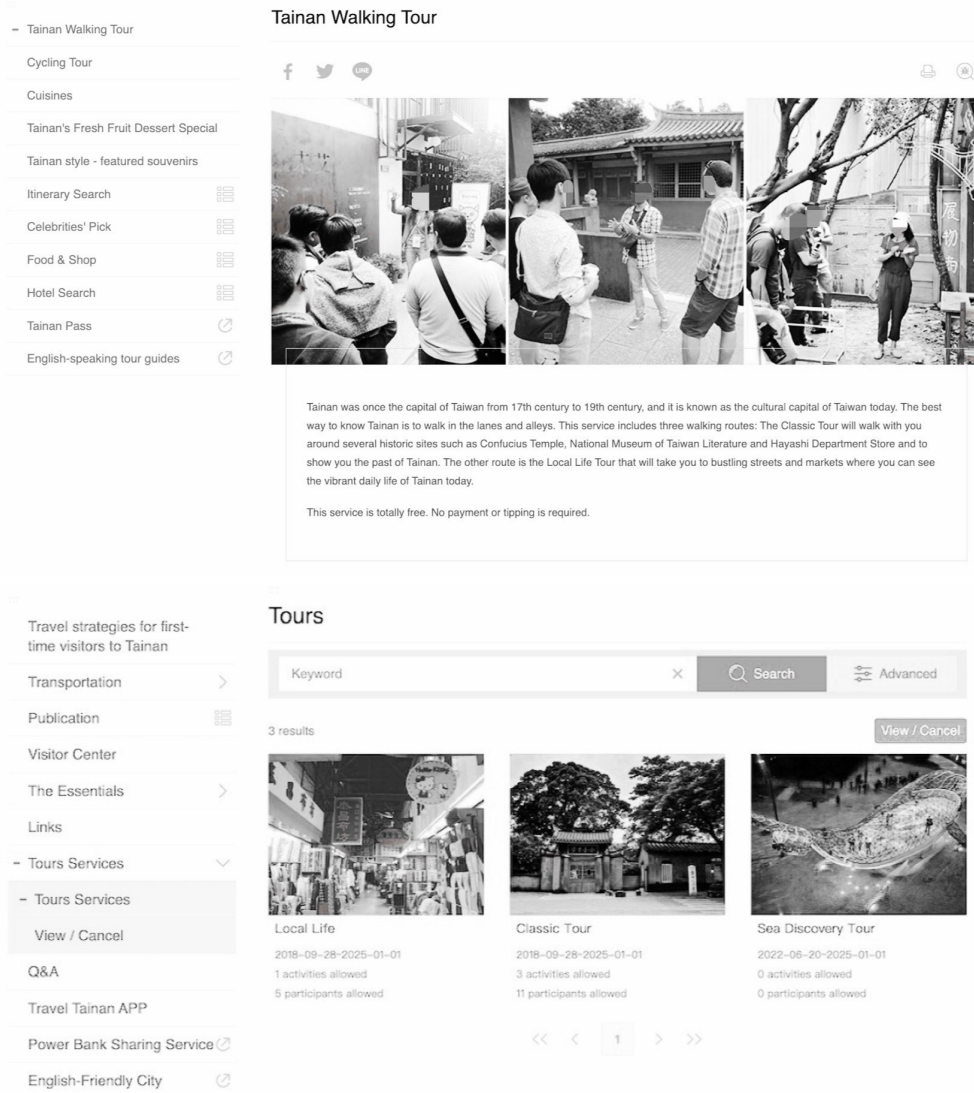 Tainan Walking Tour
Cycling Tour
Cuisines
Tainan's Fresh Fruit Dessert Special
Tainan style - featured souvenirs
Itinerary Search
Celebrities' Pick
Food & Shop
Hotel Search
Tainan Pass
English-speaking tour guides
Tainan Walking Tour
LINE
展
物
南
Tainan was once the capital of Taiwan from 17th century to 19th century, and it is known as the cultural capital of Taiwan today. The best
way to know Tainan is to walk in the lanes and alleys. This service includes three walking routes: The Classic Tour will walk with you
around several historic sites such as Confucius Temple, National Museum of Taiwan Literature and Hayashi Department Store and to
show you the past of Tainan. The other route is the Local Life Tour that will take you to bustling streets and markets where you can see
the vibrant daily life of Tainan today.
This service is totally free. No payment or tipping is required.
Travel strategies for first-
time visitors to Tainan
Transportation
Publication
Visitor Center
The Essentials
Links
Tours Services
Tours Services
View / Cancel
Q&A
Travel Tainan APP
Power Bank Sharing Service
English-Friendly City
Tours
Keyword
Search
Advanced
3 results
View / Cancel
Hello Kitty
Local Life
2018-09-28~2025-01-01
1 activities allowed
5 participants allowed
Classic Tour
2018-09-28~2025-01-01
3 activities allowed
11 participants allowed
Sea Discovery Tour
2022-06-20~2025-01-01
0 activities allowed
0 participants allowed
<< < 1 > >>